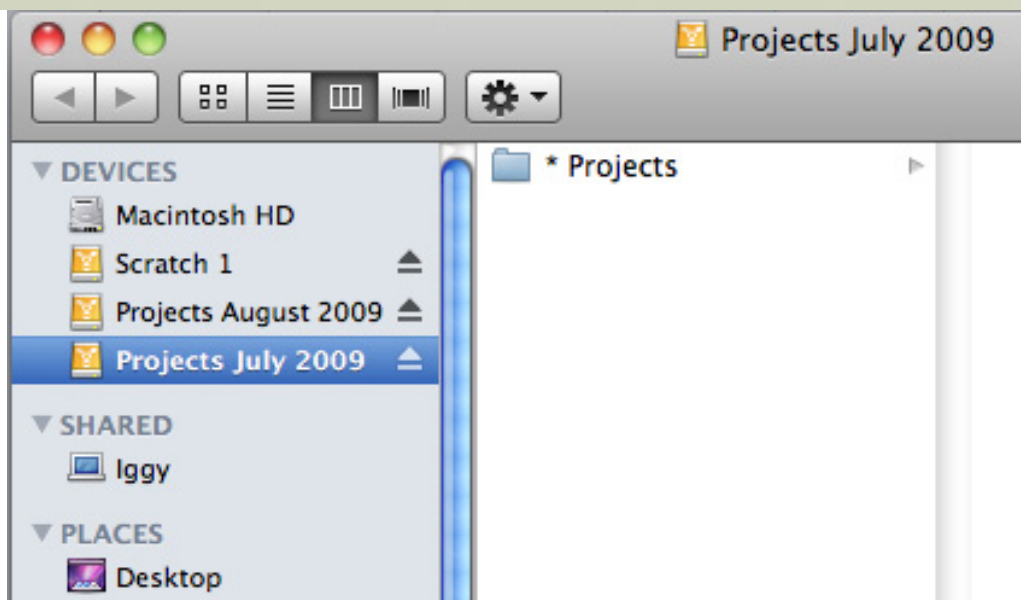 Projects July 2009
DEVICES
Macintosh HD
Scratch 1
Projects August 2009
Projects July 2009
SHARED
Iggy
PLACES
Desktop
* Projects